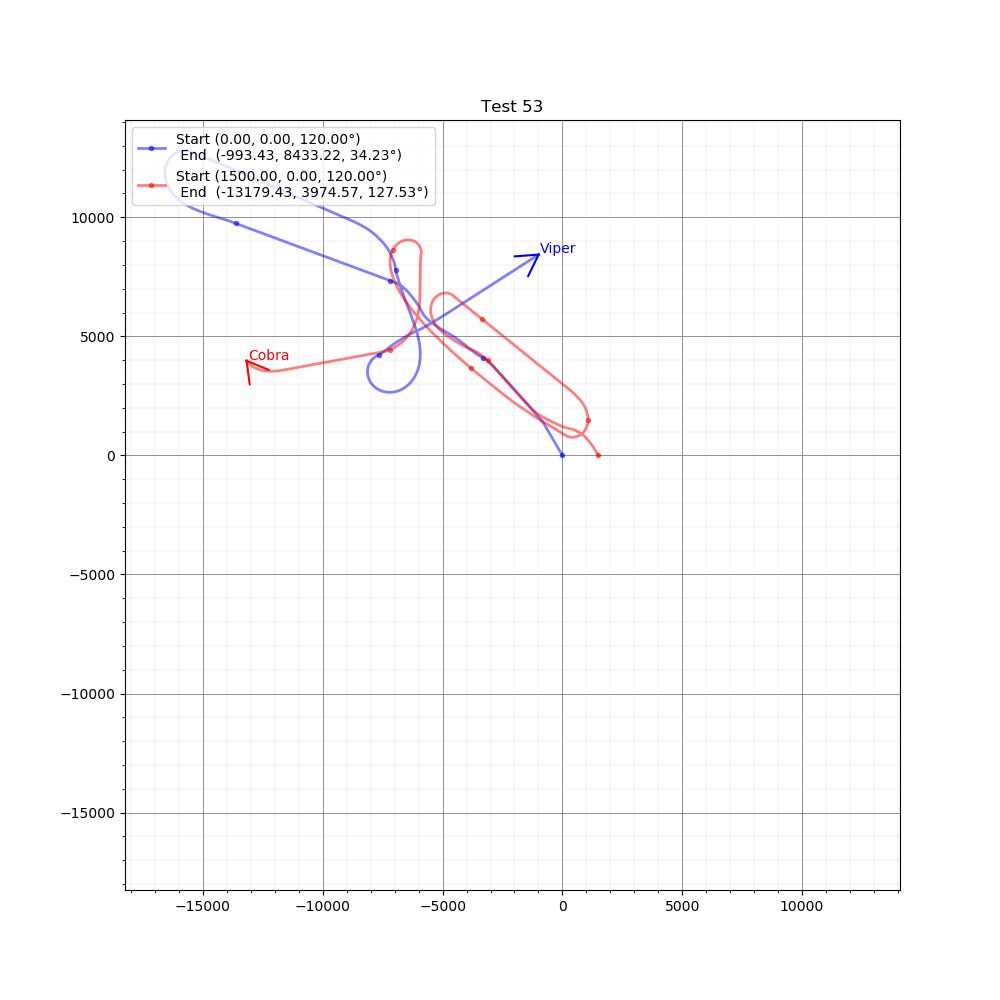 Test 53
Start (0.00, 0.00, 120.00°)
End  (-993.43, 8433.22, 34.23°)
Start (1500.00, 0.00, 120.00°)
End  (-13179.43, 3974.57, 127.53°)
Viper
Cobra
10000
5000
0
−5000
−10000
−15000
−15000
−10000
−5000
0
5000
10000